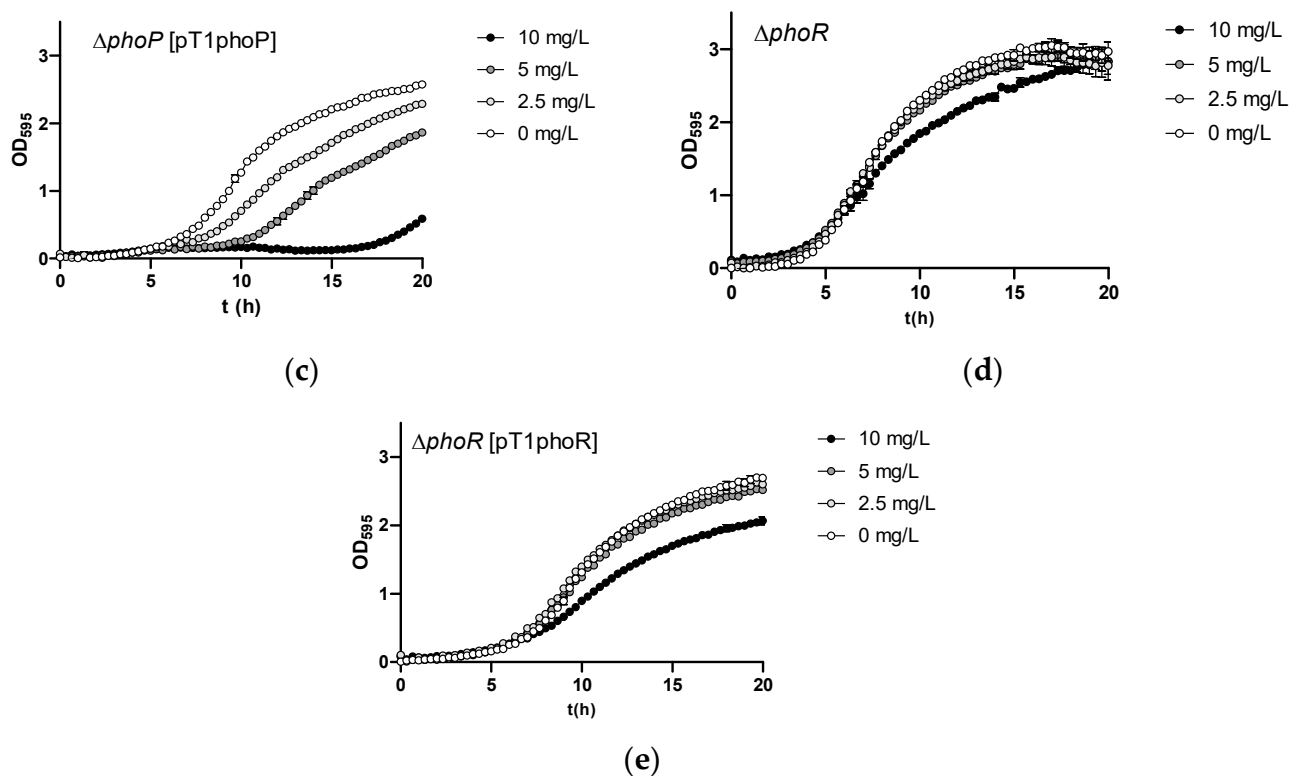 ΔphoP [pT1phoP]
10 mg/L
5 mg/L
2.5 mg/L
0 mg/L
OD595
3
2
1
0
0 5 10 15 20
t (h)
(c)
ΔphoR
10 mg/L
5 mg/L
2.5 mg/L
0 mg/L
OD595
3
2
1
0
0 5 10 15 20
t(h)
(d)
ΔphoR [pT1phoR]
10 mg/L
5 mg/L
2.5 mg/L
0 mg/L
OD595
3
2
1
0
0 5 10 15 20
t(h)
(e)